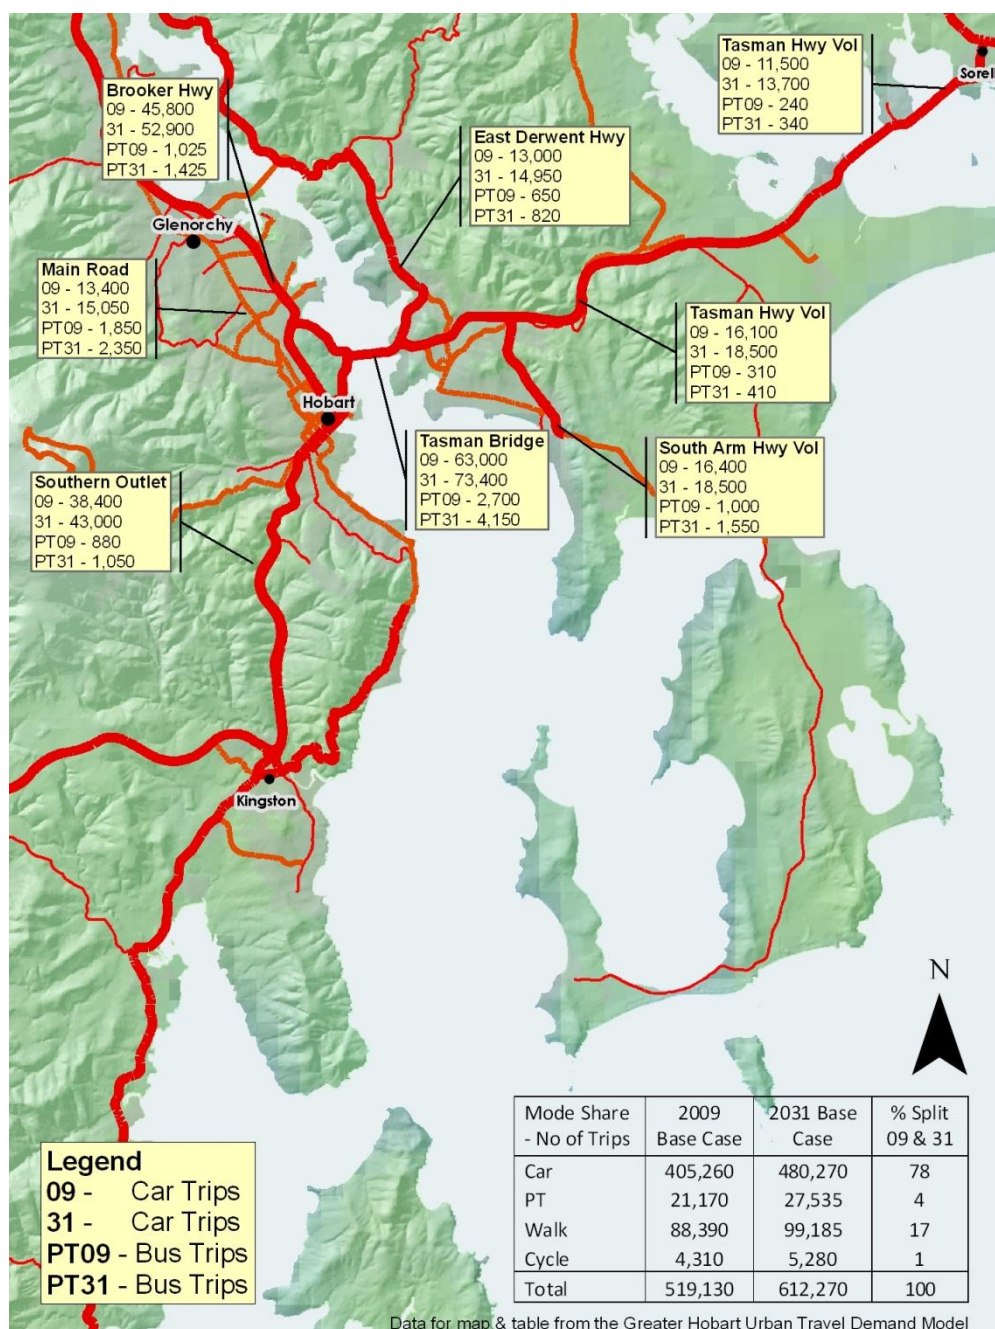 Tasman Hwy Vol
09 - 11,500
31 - 13,700
PT09 - 240
PT31 - 340
Sorell
Brooker Hwy
09 - 45,800
31 - 52,900
PT09 - 1,025
PT31 - 1,425
East Derwent Hwy
09 - 13,000
31 - 14,950
PT09 - 650
PT31 - 820
Glenorchy
Main Road
09 - 13,400
31 - 15,050
PT09 - 1,850
PT31 - 2,350
Tasman Hwy Vol
09 - 16,100
31 - 18,500
PT09 - 310
PT31 - 410
Hobart
Tasman Bridge
09 - 63,000
31 - 73,400
PT09 - 2,700
PT31 - 4,150
South Arm Hwy Vol
09 - 16,400
31 - 18,500
PT09 - 1,000
PT31 - 1,550
Southern Outlet
09 - 38,400
31 - 43,000
PT09 - 880
PT31 - 1,050
Kingston
N
Legend
09 - Car Trips
31 - Car Trips
PT09 - Bus Trips
PT31 - Bus Trips
Mode Share 2009 2031 Base % Split
- No of Trips Base Case Case 09 & 31
Car 405,260 480,270 78
PT 21,170 27,535 4
Walk 88,390 99,185 17
Cycle 4,310 5,280 1
Total 519,130 612,270 100
Data for map & table from the Greater Hobart Urban Travel Demand Model